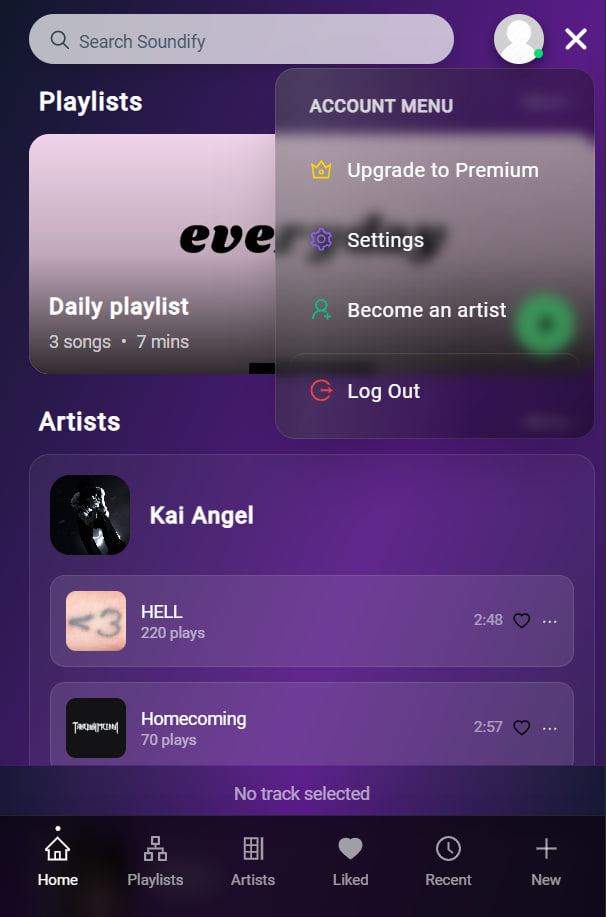 Search Soundify
Playlists
ACCOUNT MENU
Upgrade to Premium
everyday
Settings
Daily playlist
3 songs • 7 mins
Become an artist
Log Out
Artists
Kai Angel
<3
HELL
220 plays
2:48
Homecoming
70 plays
2:57
No track selected
Home
Playlists
Artists
Liked
Recent
New